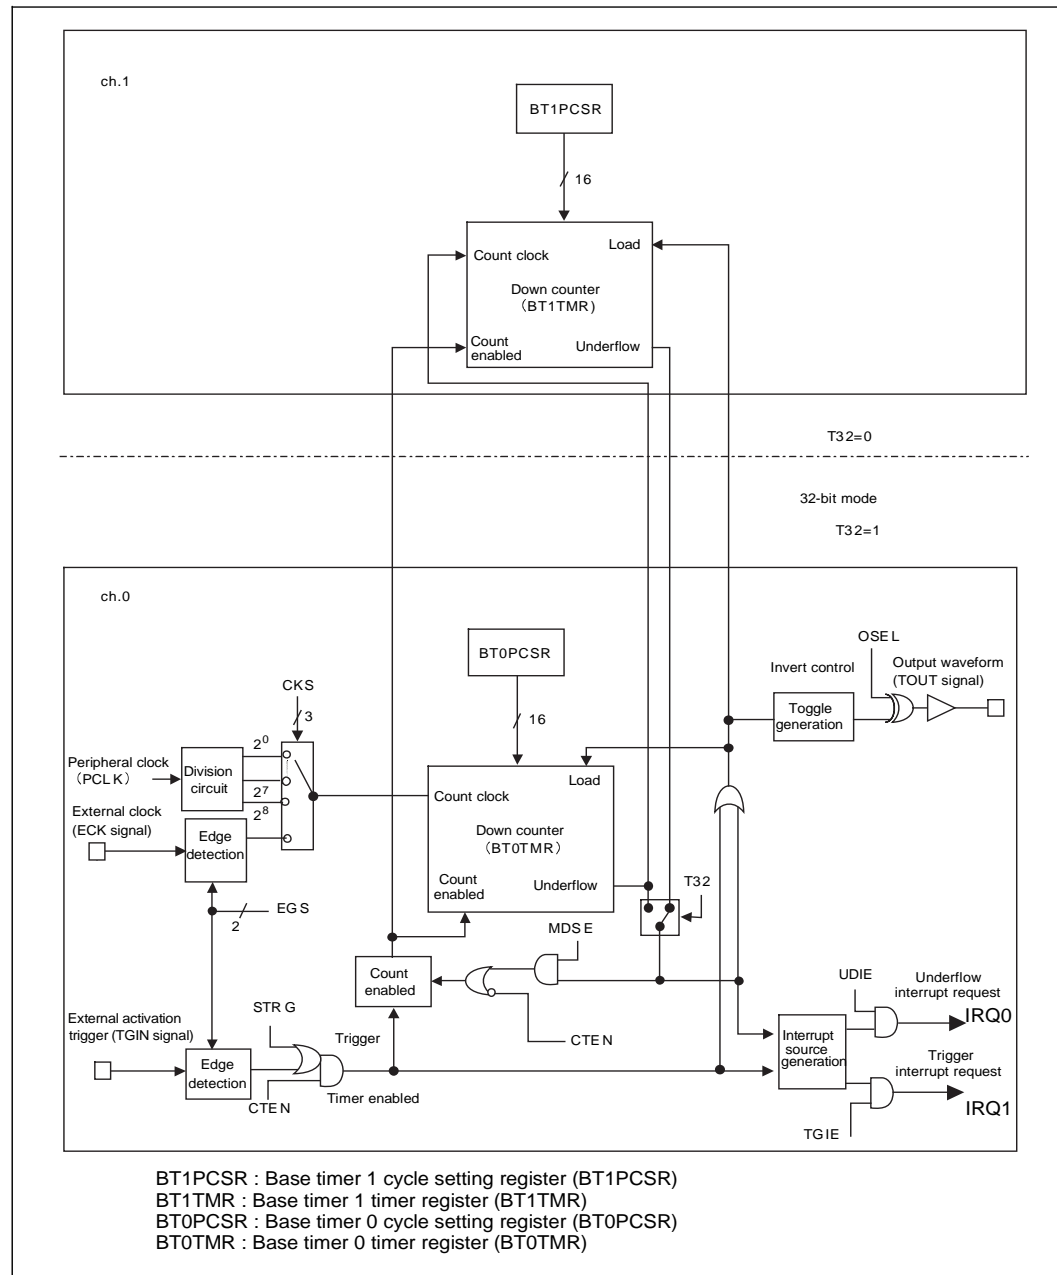 ch.1
BT1PCSR
16
Load
Count clock
Down counter
(BT1TMR)
Count
enabled
Underflow
T32=0
32-bit mode
T32=1
ch.0
BT0PCSR
16
OSEL
Invert control
Output waveform
(TOUT signal)
Toggle
generation
CKS
3
Peripheral clock
(PCLK)
Division
circuit
2^0
2^7
2^8
External clock
(ECK signal)
Edge
detection
EGS
2
Load
Count clock
Down counter
(BT0TMR)
Count
enabled
Underflow
T32
MDSE
Count
enabled
CTEN
External activation
trigger (TGIN signal)
STRG
Trigger
Edge
detection
CTEN
Timer enabled
UDIE
Underflow
interrupt request
IRQ0
Interrupt
source
generation
Trigger
interrupt request
IRQ1
TGIE
BT1PCSR : Base timer 1 cycle setting register (BT1PCSR)
BT1TMR : Base timer 1 timer register (BT1TMR)
BT0PCSR : Base timer 0 cycle setting register (BT0PCSR)
BT0TMR : Base timer 0 timer register (BT0TMR)